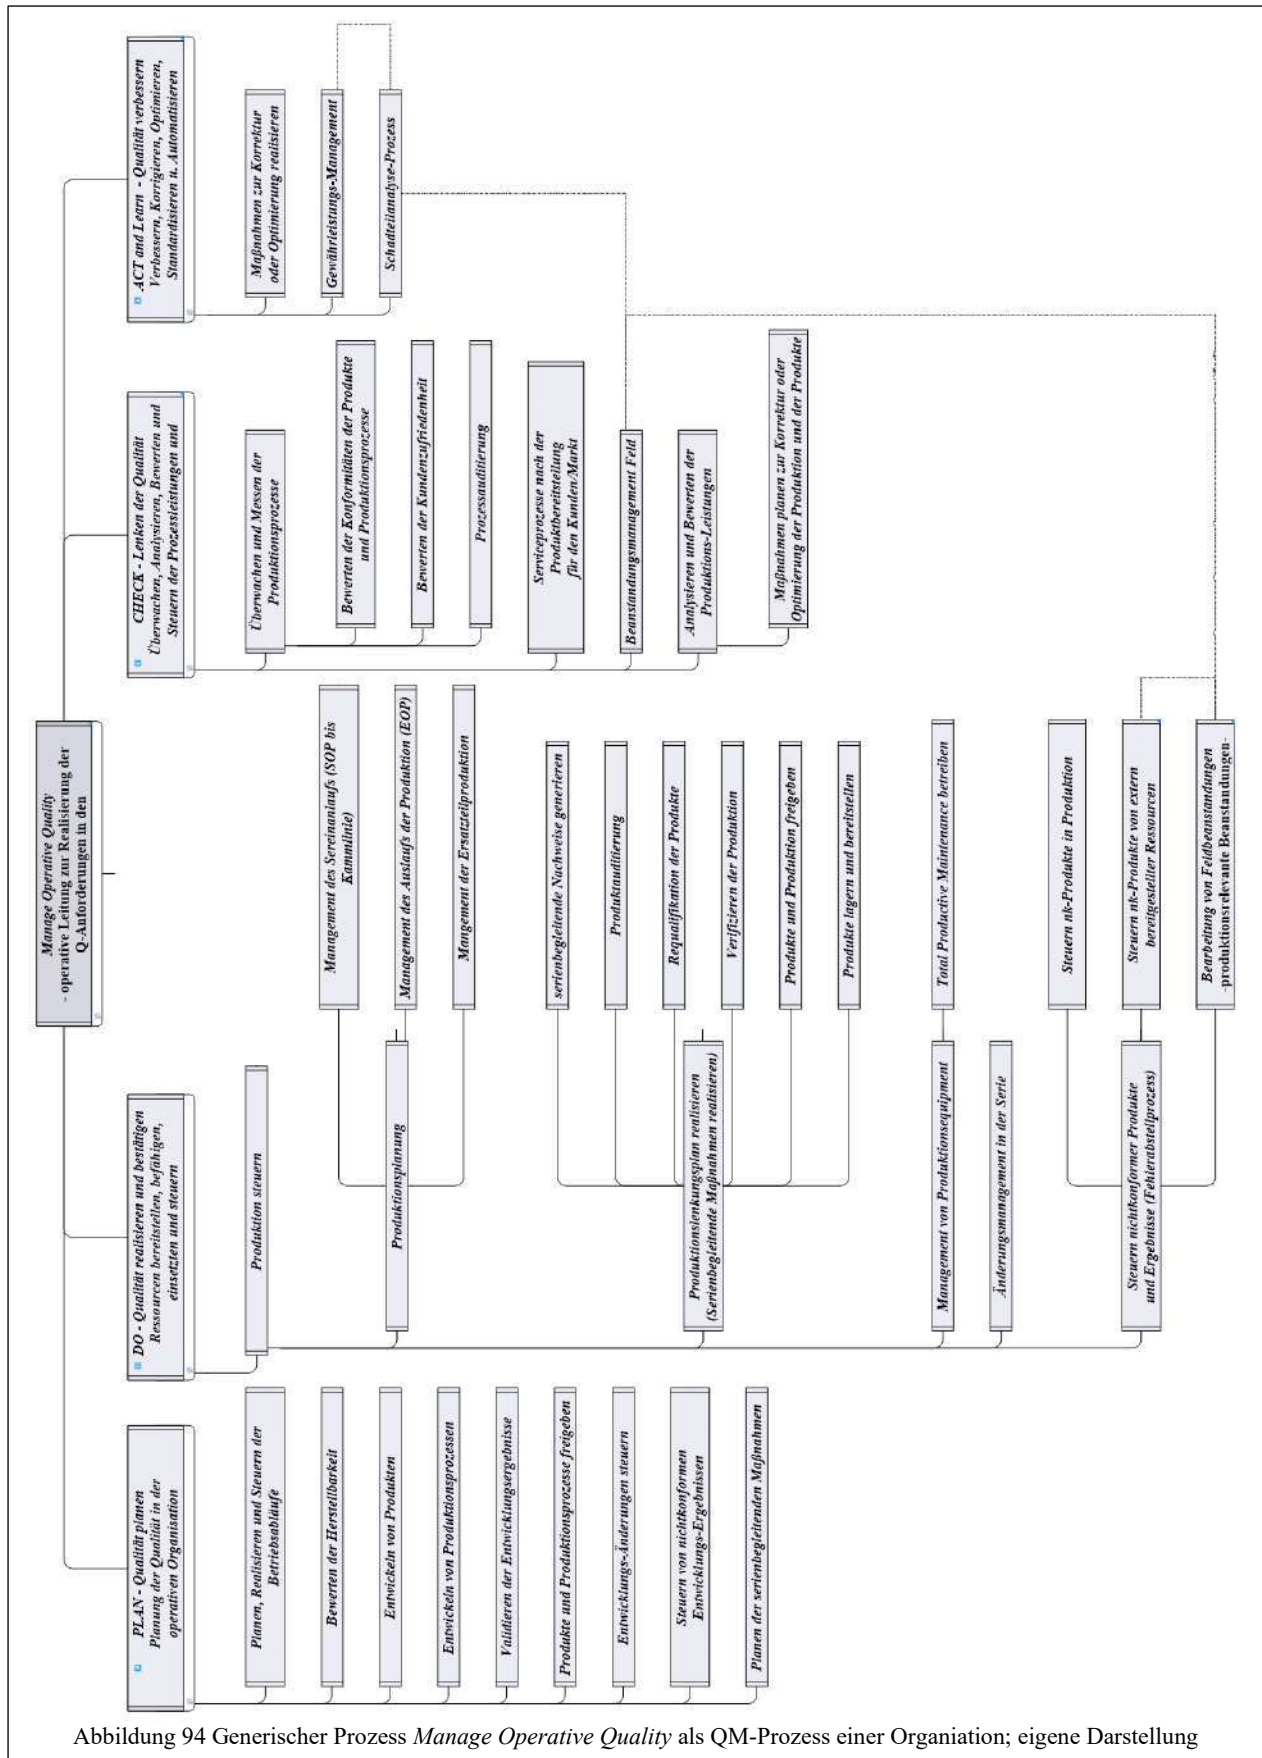 Manage Operative Quality
- operative Leitung zur Realisierung der
Q-Anforderungen in den
PLAN - Qualität planen
Planung der Qualität in der
operativen Organisation
Planen, Realisieren und Steuern der
Betriebsabläufe
Bewerten der Herstellbarkeit
Entwickeln von Produkten
Entwickeln von Produktionsprozessen
Validieren der Entwicklungsergebnisse
Produkte und Produktionsprozesse freigeben
Entwicklungs-Änderungen steuern
Steuern von nichtkonformen
Entwicklungs-Ergebnissen
Planen der serienbegleitenden Maßnahmen
DO - Qualität realisieren und bestätigen
Ressourcen bereitstellen, befähigen,
einsetzten und steuern
Produktion steuern
Produktionsplanung
Management des Sereinanlaufs (SOP bis
Kammlinie)
Management des Auslaufs der Produktion (EOP)
Mangement der Ersatzteilproduktion
Produktionslenkungsplan realisieren
(Serienbegleitende Maßnahmen realisieren)
serienbegleitende Nachweise generieren
Produktauditierung
Requalifikation der Produkte
Verifizieren der Produktion
Produkte und Produktion freigeben
Produkte lagern und bereitstellen
Management von Produktionsequipment
Total Productive Maintenance betreiben
Änderungsmanagement in der Serie
Steuern nichtkonformer Produkte
und Ergebnisse (Fehlerabstellprozess)
Steuern nk-Produkte in Produktion
Steuern nk-Produkte von extern
bereitgestellter Ressourcen
Bearbeitung von Feldbeanstandungen
-produktionsrelevante Beanstandungen-
CHECK - Lenken der Qualität
Überwachen, Analysieren, Bewerten und
Steuern der Prozessleistungen und
Überwachen und Messen der
Produktionsprozesse
Bewerten der Konformitäten der Produkte
und Produktionsprozesse
Bewerten der Kundenzufriedenheit
Prozessauditierung
Serviceprozesse nach der
Produktbereitsteilung
für den Kunden/Markt
Beanstandungsmanagement Feld
Analysieren und Bewerten der
Produktions-Leistungen
Maßnahmen planen zur Korrektur oder
Optimierung der Produktion und der Produkte
ACT and Learn - Qualität verbessern
Verbessern, Korrigieren, Optimieren,
Standardisieren u. Automatisieren
Maßnahmen zur Korrektur
oder Optimierung realisieren
Gewährleistungs-Management
Schadteilanalyse-Prozess
Abbildung 94 Generischer Prozess Manage Operative Quality als QM-Prozess einer Organiation; eigene Darstellung